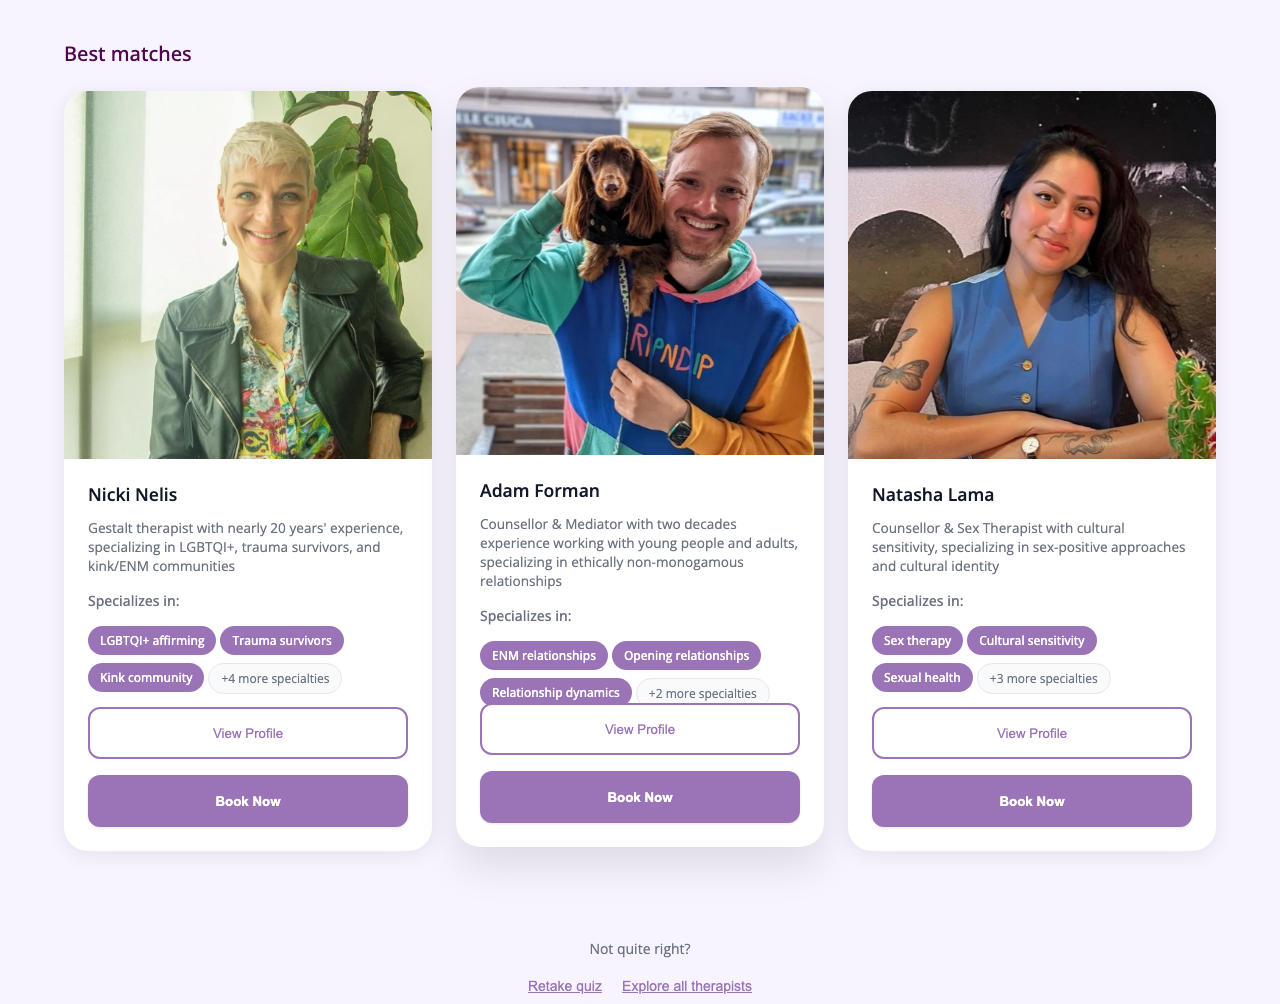 Best matches
LE CIUCA
RIPNDIP
Nicki Nelis
Gestalt therapist with nearly 20 years' experience,
specializing in LGBTQI+, trauma survivors, and
kink/ENM communities
Specializes in:
LGBTQI+ affirming
Trauma survivors
Kink community
+4 more specialties
View Profile
Book Now
Adam Forman
Counsellor & Mediator with two decades
experience working with young people and adults,
specializing in ethically non-monogamous
relationships
Specializes in:
ENM relationships
Opening relationships
Relationship dynamics
+2 more specialties
View Profile
Book Now
Natasha Lama
Counsellor & Sex Therapist with cultural
sensitivity, specializing in sex-positive approaches
and cultural identity
Specializes in:
Sex therapy
Cultural sensitivity
Sexual health
+3 more specialties
View Profile
Book Now
Not quite right?
Retake quiz
Explore all therapists